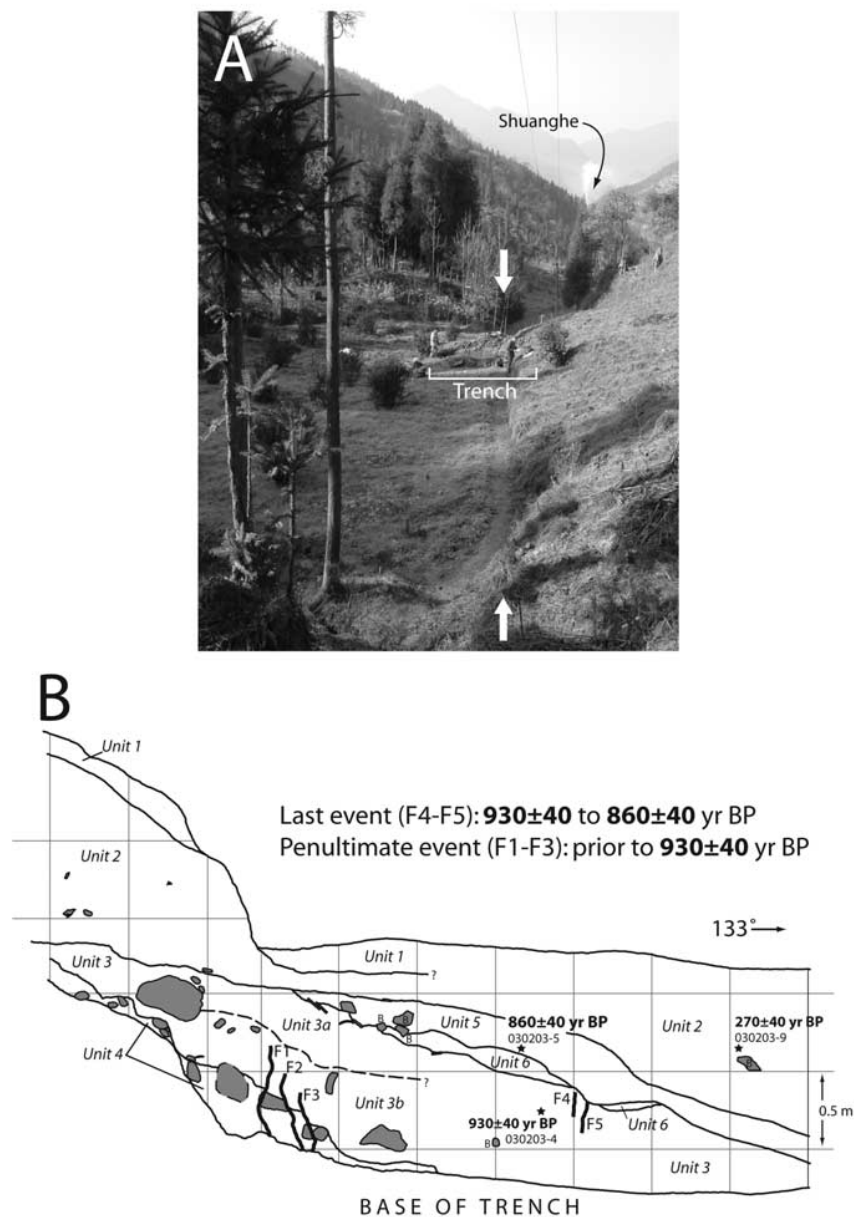 A
Shuanghe
Trench
B
Unit 1
Last event (F4-F5): 930±40 to 860±40 yr BP
Penultimate event (F1-F3): prior to 930±40 yr BP
Unit 2
133°
Unit 1
?
Unit 3
Unit 3a
B
B
B
Unit 5
860±40 yr BP
030203-5
Unit 2
270±40 yr BP
030203-9
B
Unit 4
F1
F2
F3
?
Unit 6
Unit 3b
930±40 yr BP
030203-4
B
F4
F5
Unit 6
0.5 m
Unit 3
BASE OF TRENCH